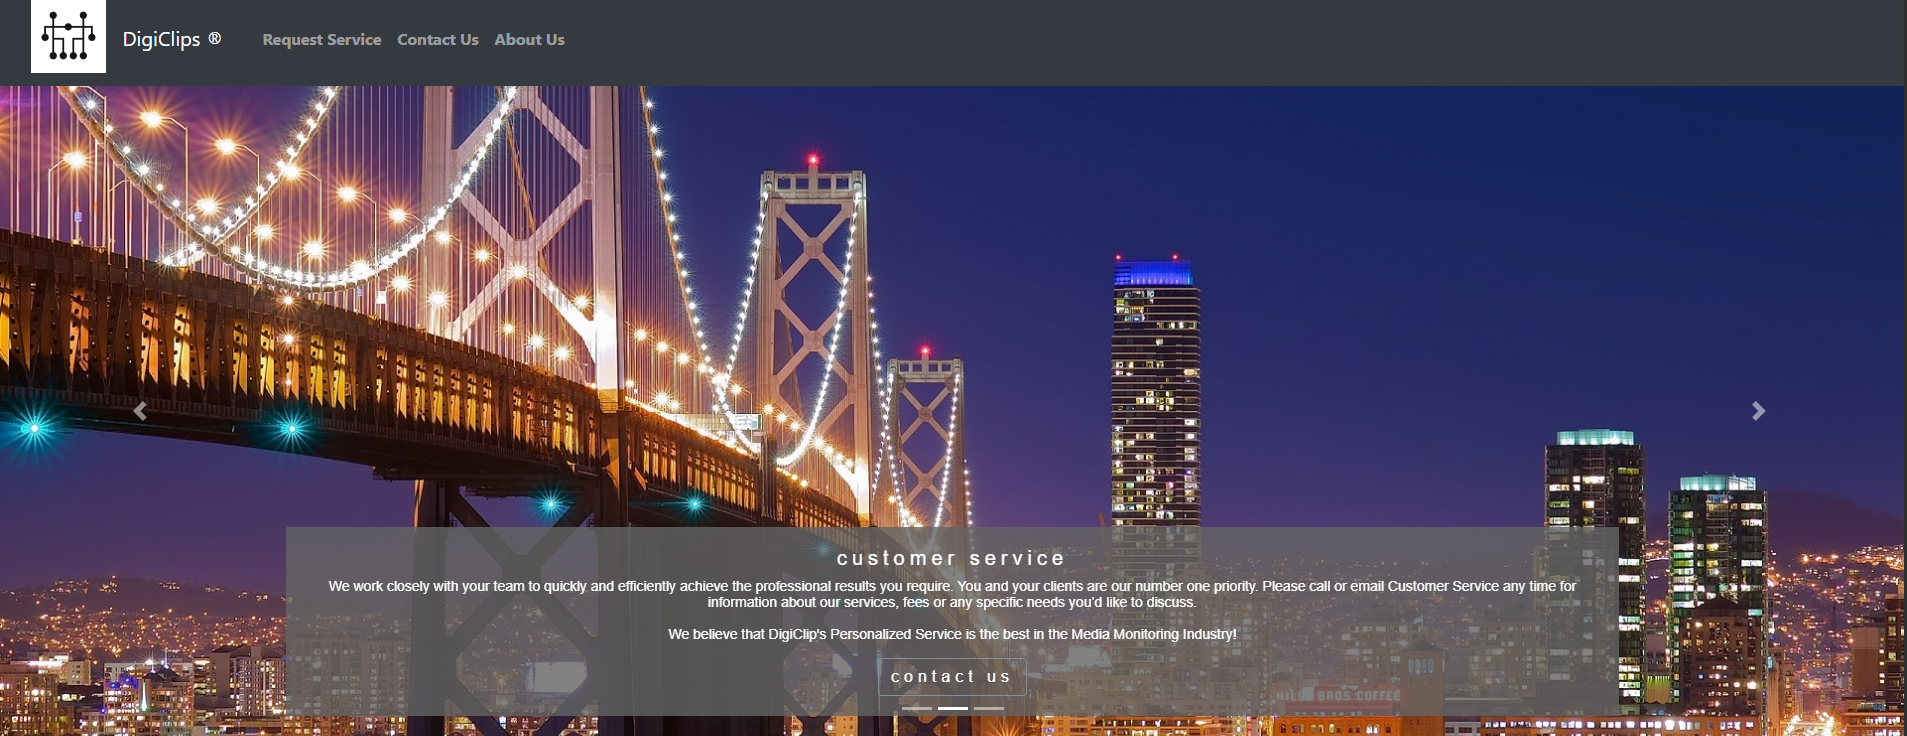 DigiClips ®
Request Service
Contact Us
About Us
customer service
We work closely with your team to quickly and efficiently achieve the professional results you require. You and your clients are our number one priority. Please call or email Customer Service any time for
information about our services, fees or any specific needs you'd like to discuss.
We believe that DigiClip's Personalized Service is the best in the Media Monitoring Industry!
contact us
HILLS BROS COFFEE